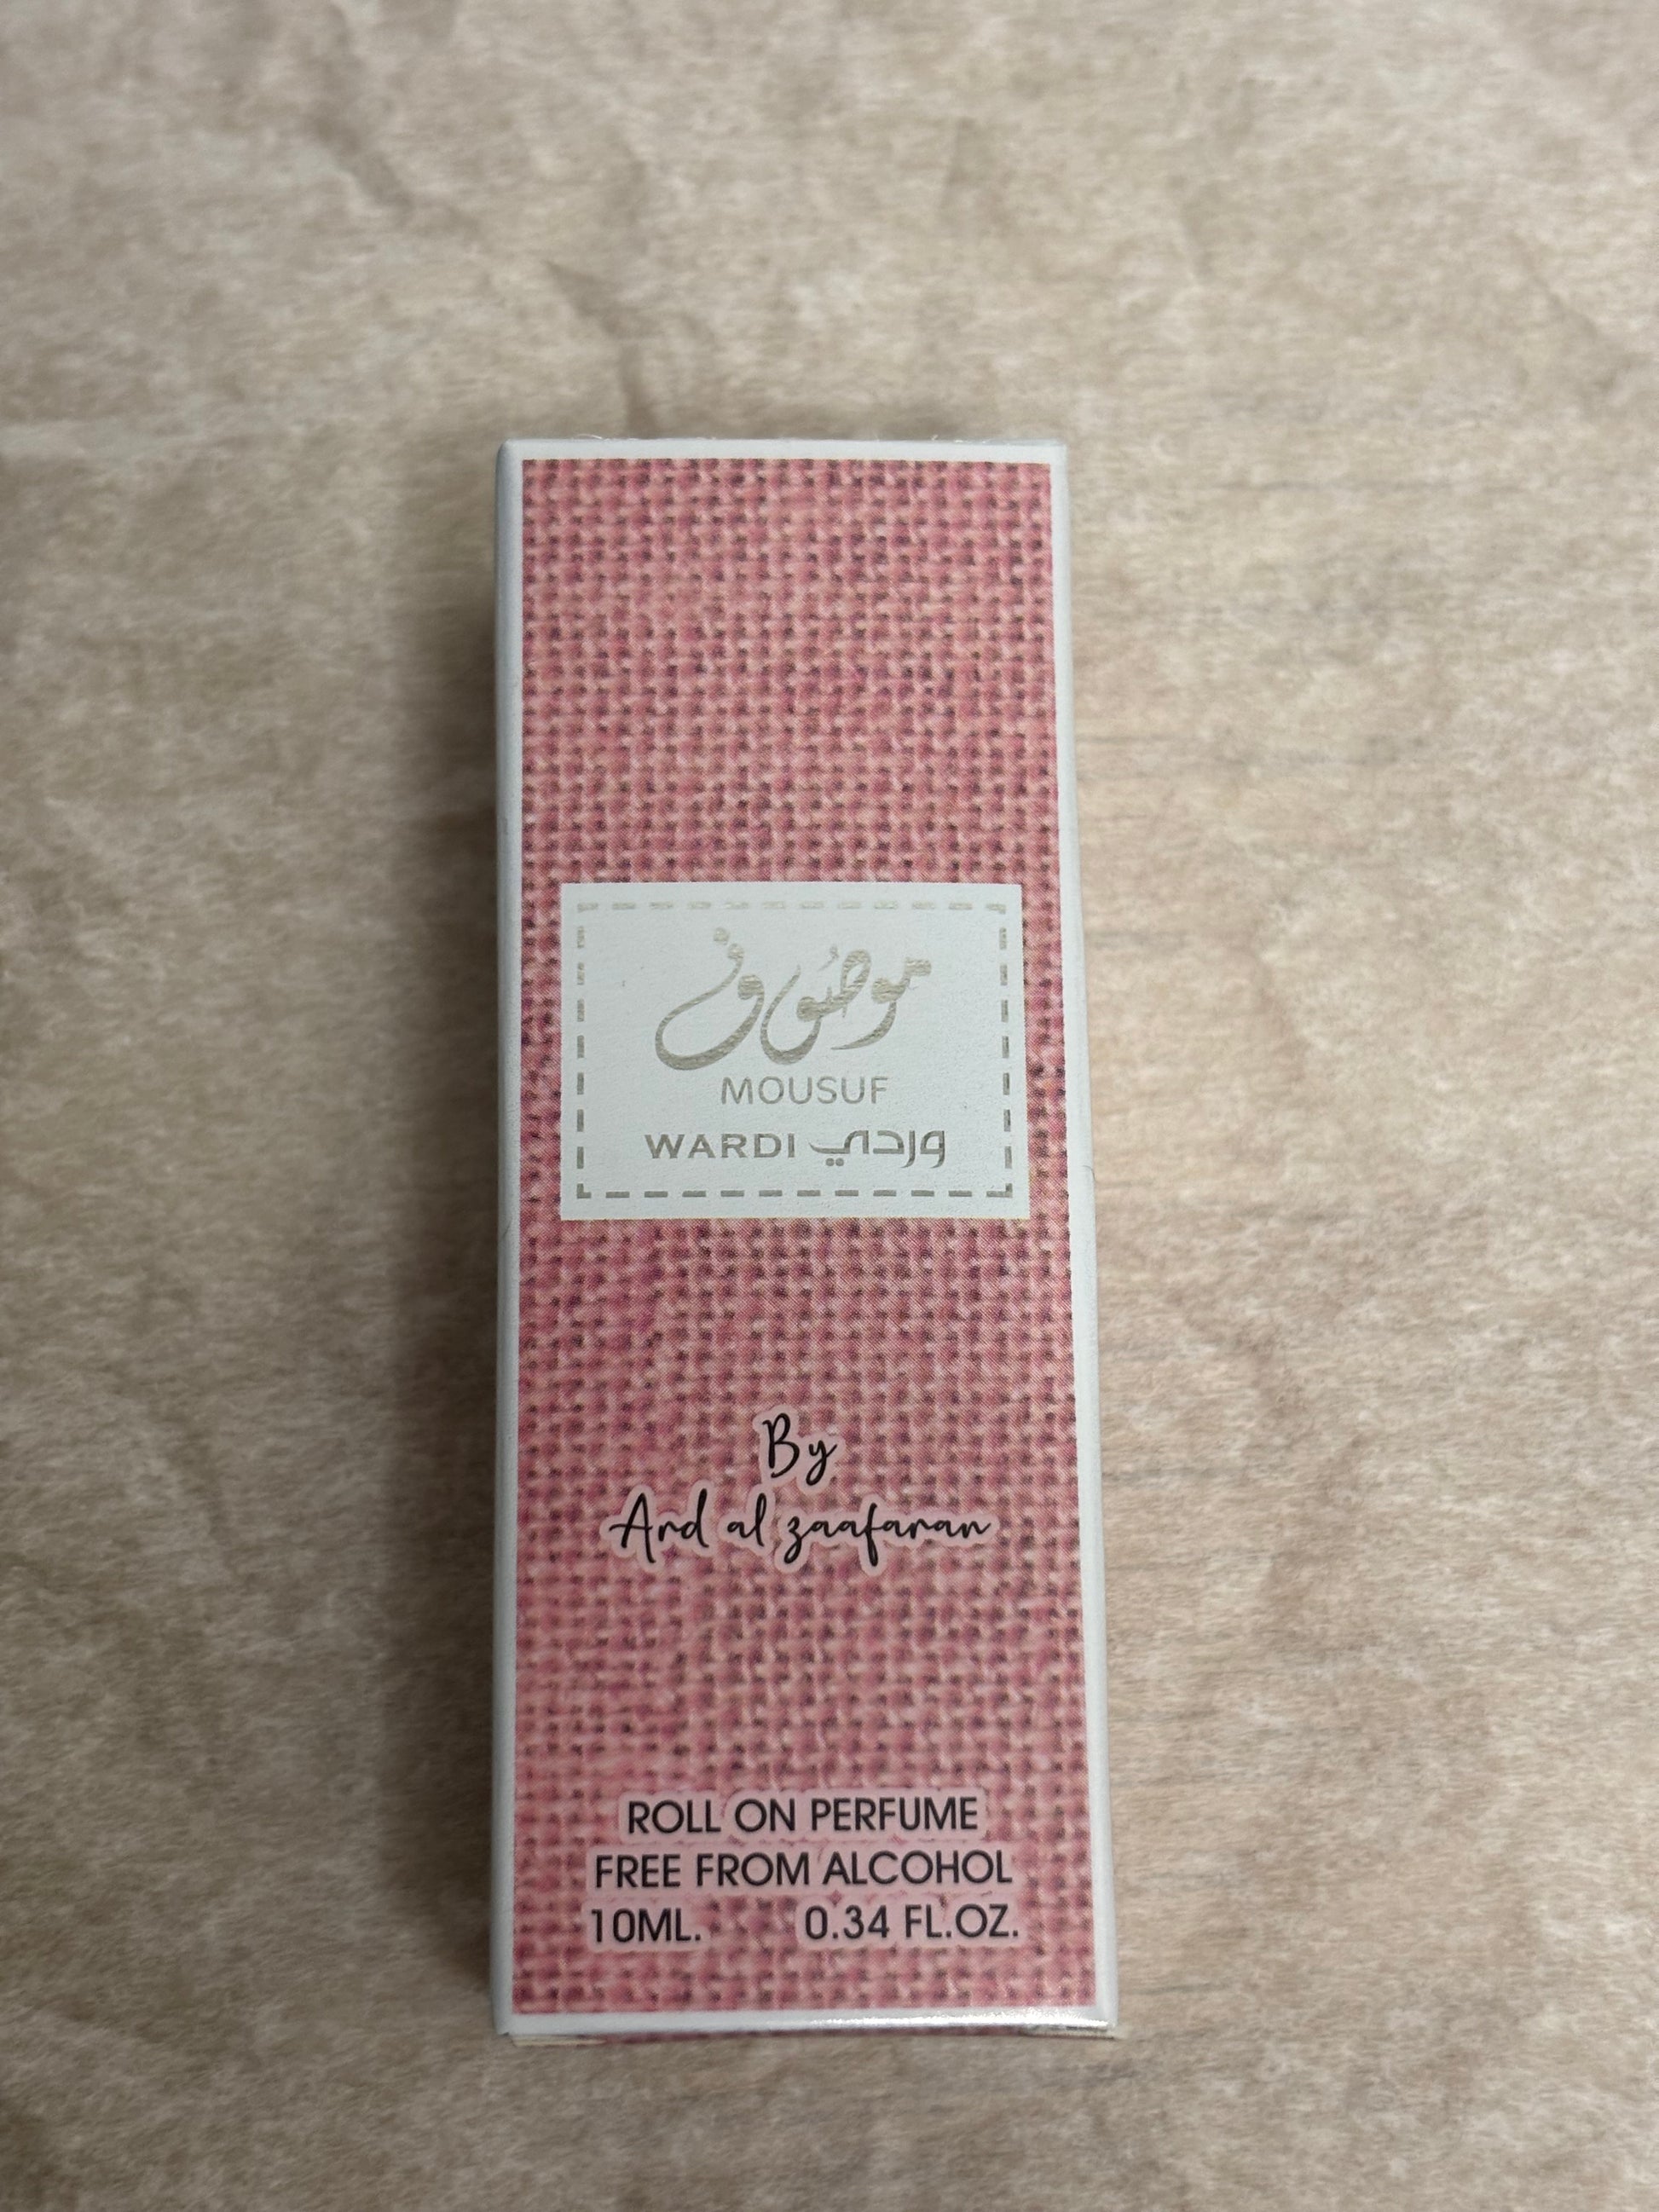 موصوف
MOUSUF
WARDI وردي
By
Ard al zaafaran
ROLL ON PERFUME
FREE FROM ALCOHOL
10ML. 0.34 FL.OZ.